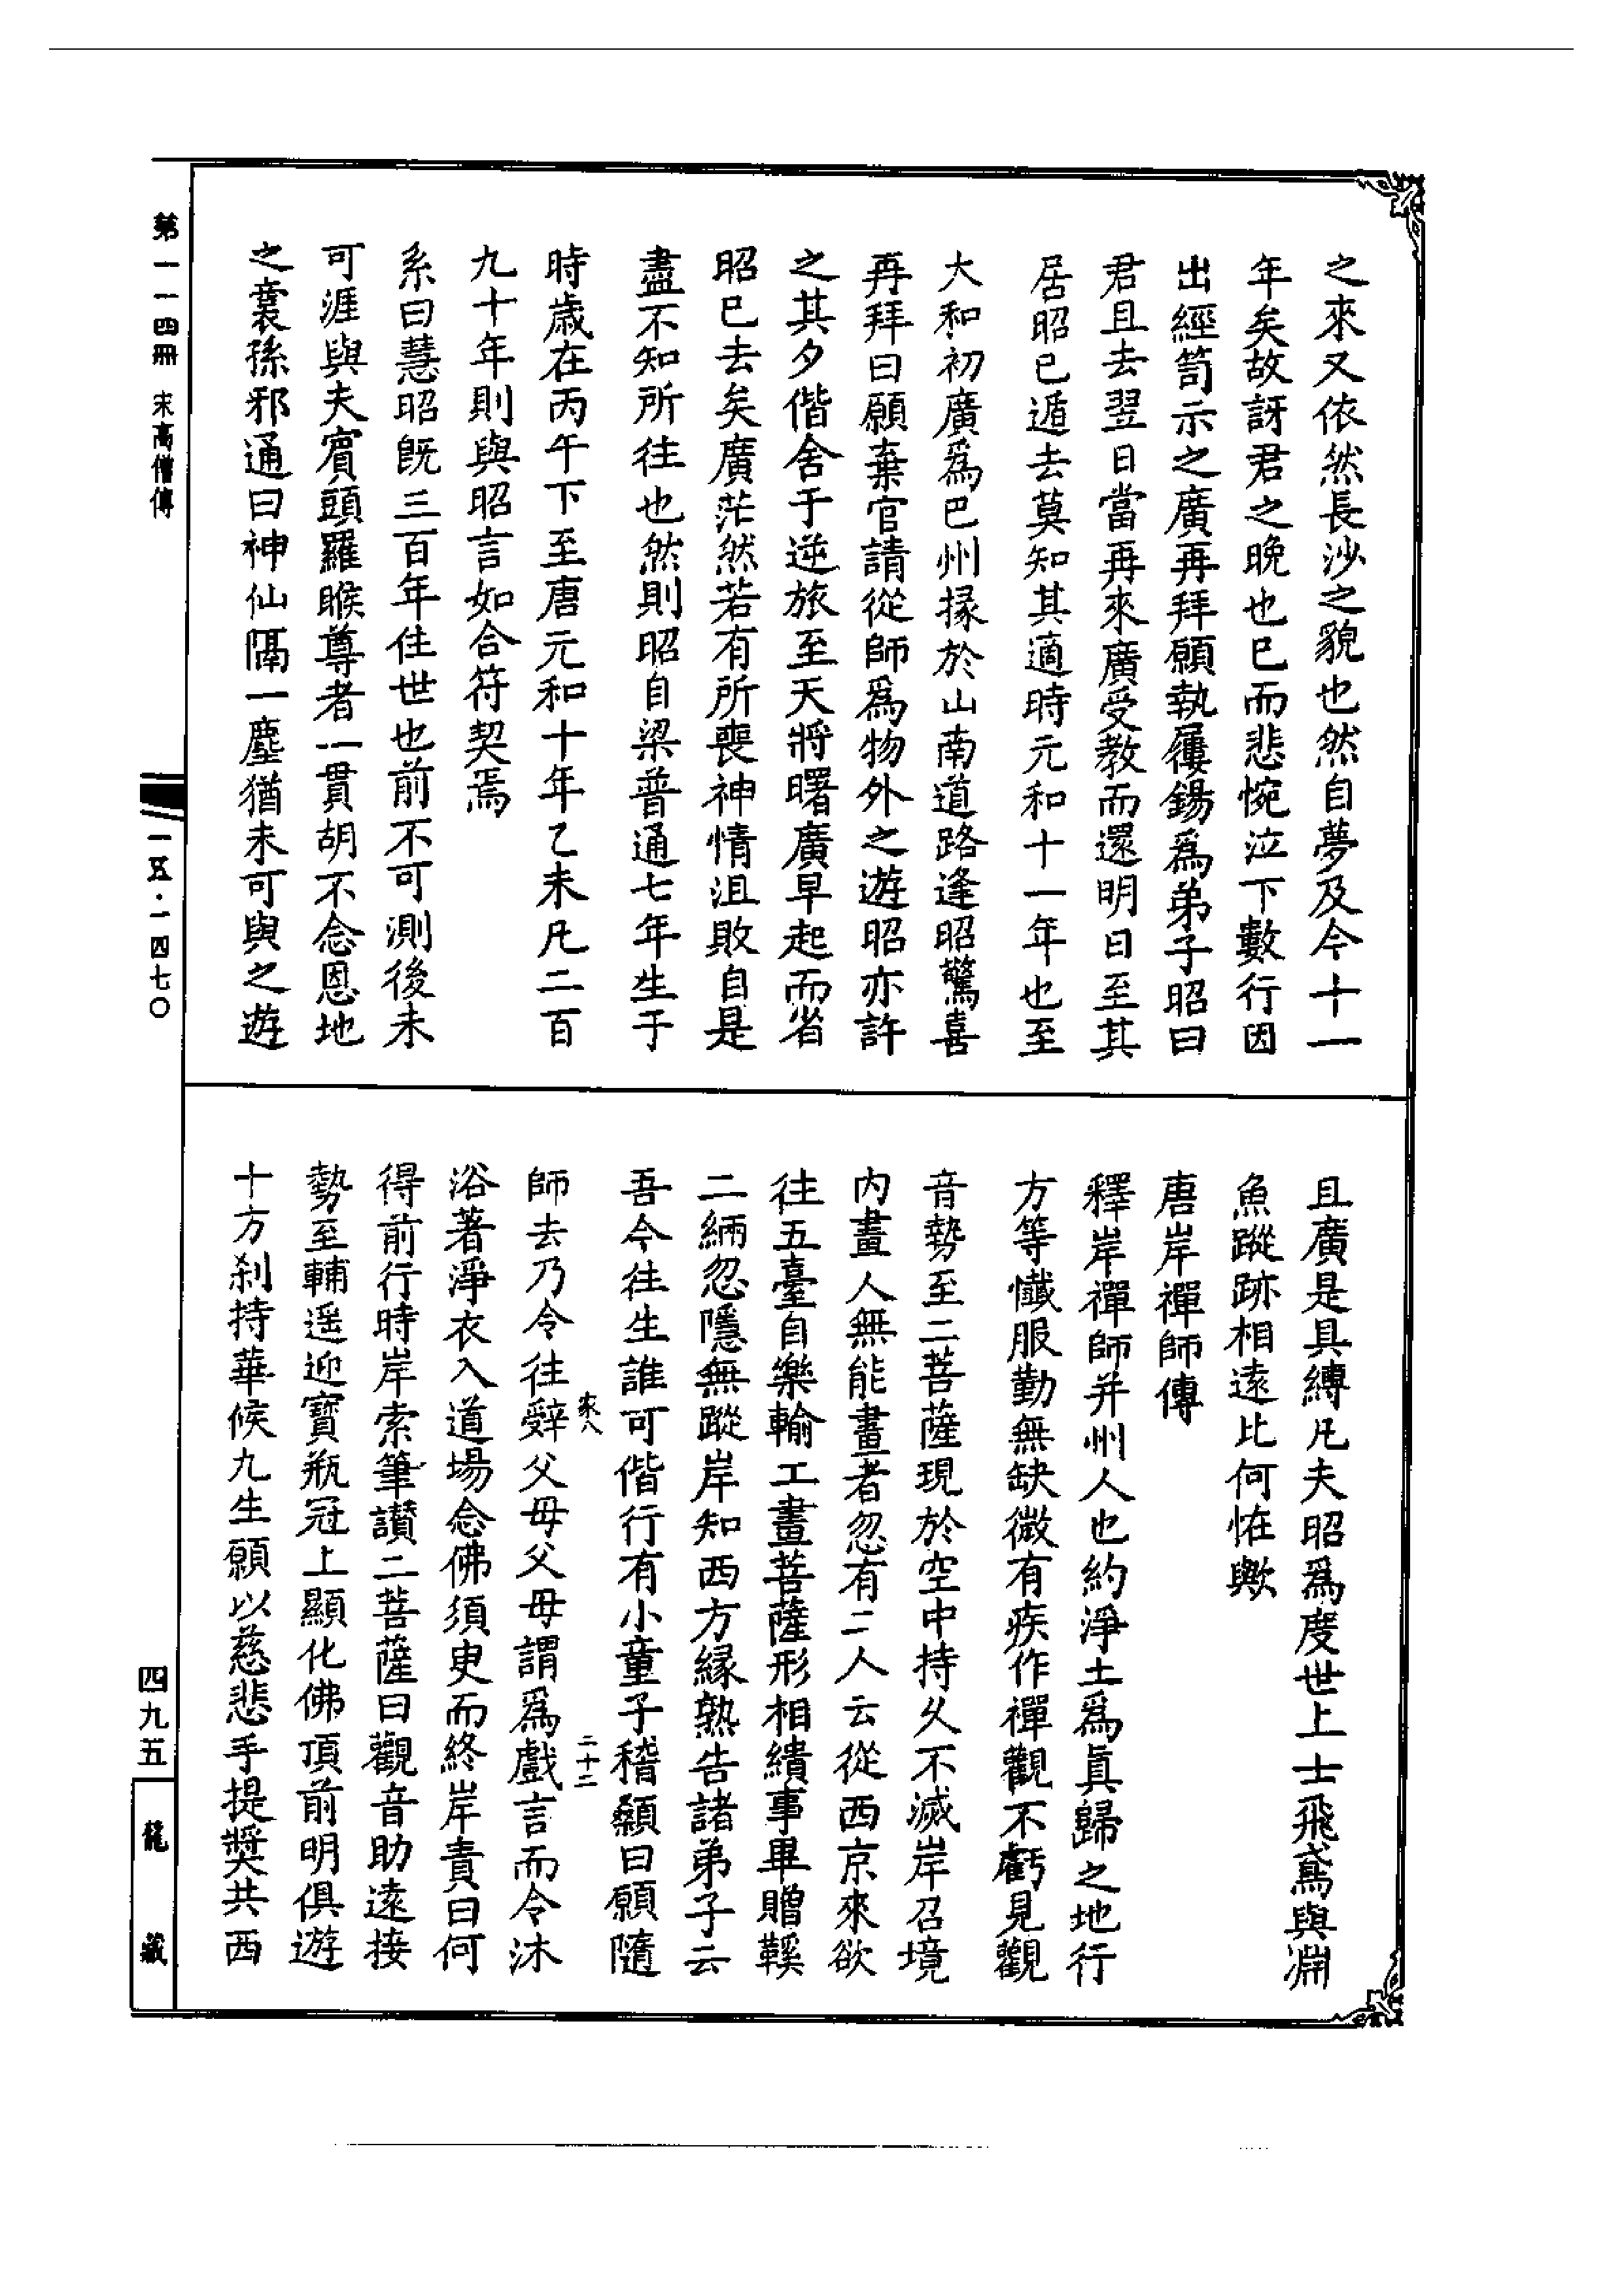 之來又依然長沙之貌也然自夢及今十一
年矣故訝君之晚也巳而悲惋泣下數行因
出經笥示之廣再拜願執屨錫爲弟子昭曰
君且去翌日當再來廣受教而還明日至其
居昭巳遁去莫知其適時元和十一年也至
大和初廣爲巴州掾於山南道路逢昭驚喜
再拜曰願棄官請從師爲物外之遊昭亦許
之其夕偕舍于逆旅至天將曙廣早起而省
昭巳去矣廣茫然若有所喪神情沮敗自是
盡不知所往也然則昭自梁普通七年生于
時歲在丙午下至唐元和十年乙未凡二百
九十年則與昭言如合符契焉
系曰慧昭旣三百年住世也前不可測後未
可涯與夫賓頭羅睺尊者一貫胡不念恩地
之裔孫邪通曰神仙隔一塵猶未可與之遊
且廣是具縛凡夫昭爲度世上士飛鳶與淵
魚蹤跡相遠比何恠歟
唐岸禪師傳
釋岸禪師并州人也約淨土爲眞歸之地行
方等懺服勤無缺微有疾作禪觀不虧見觀
音勢至二菩薩現於空中持久不滅岸召境
內畫人無能畫者忽有二人云從西京來欲
往五臺自樂輸工畫菩薩形相繢事畢贈鞵
二緉忽隱無蹤岸知西方緣熟告諸弟子云
吾今往生誰可偕行有小童子稽顙曰願隨
家八
二十二
師去乃令往辭父母父母謂爲戲言而令沐
浴著淨衣入道場念佛須臾而終岸責曰何
得前行時岸索筆讚二菩薩曰觀音助遠接
勢至輔遥迎寶瓶冠上顯化佛頂前明俱遊
十方刹持華候九生願以慈悲手提奬共西
第一一四冊 宋高僧傳
一五·一四七〇
四九五
龍藏